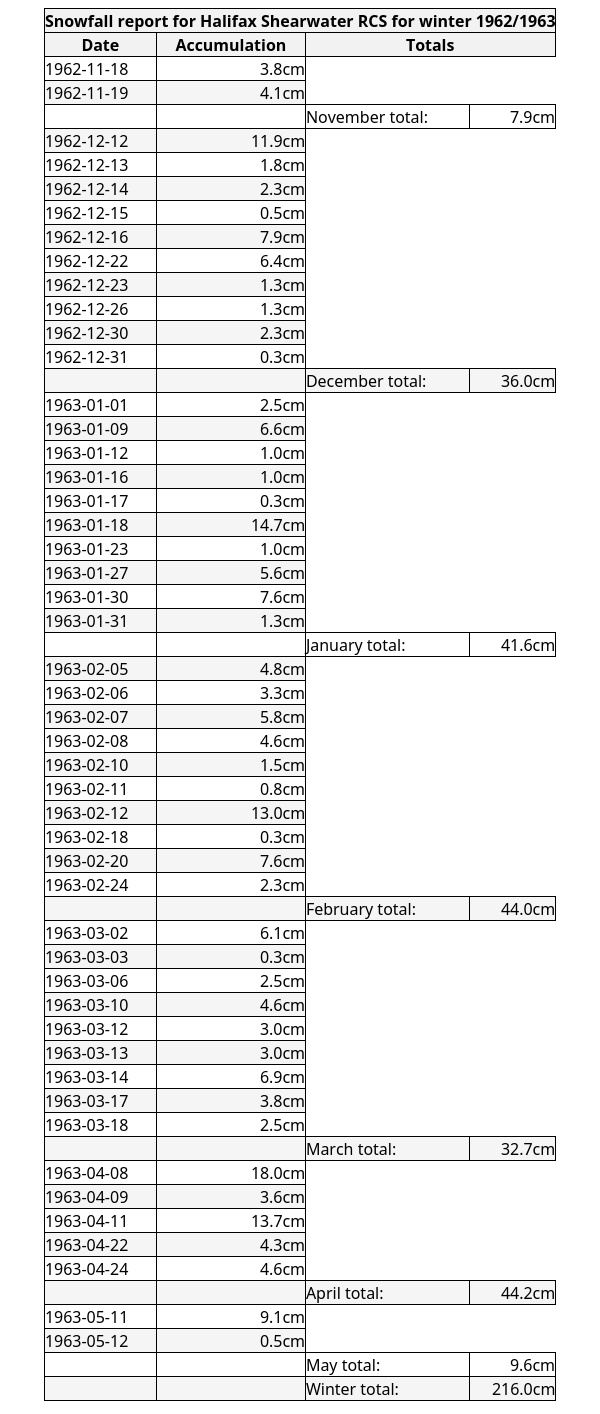 Snowfall report for Halifax Shearwater RCS for winter 1962/1963
Date Accumulation Totals
1962-11-18 3.8cm
1962-11-19 4.1cm
November total: 7.9cm
1962-12-12 11.9cm
1962-12-13 1.8cm
1962-12-14 2.3cm
1962-12-15 0.5cm
1962-12-16 7.9cm
1962-12-22 6.4cm
1962-12-23 1.3cm
1962-12-26 1.3cm
1962-12-30 2.3cm
1962-12-31 0.3cm
December total: 36.0cm
1963-01-01 2.5cm
1963-01-09 6.6cm
1963-01-12 1.0cm
1963-01-16 1.0cm
1963-01-17 0.3cm
1963-01-18 14.7cm
1963-01-23 1.0cm
1963-01-27 5.6cm
1963-01-30 7.6cm
1963-01-31 1.3cm
January total: 41.6cm
1963-02-05 4.8cm
1963-02-06 3.3cm
1963-02-07 5.8cm
1963-02-08 4.6cm
1963-02-10 1.5cm
1963-02-11 0.8cm
1963-02-12 13.0cm
1963-02-18 0.3cm
1963-02-20 7.6cm
1963-02-24 2.3cm
February total: 44.0cm
1963-03-02 6.1cm
1963-03-03 0.3cm
1963-03-06 2.5cm
1963-03-10 4.6cm
1963-03-12 3.0cm
1963-03-13 3.0cm
1963-03-14 6.9cm
1963-03-17 3.8cm
1963-03-18 2.5cm
March total: 32.7cm
1963-04-08 18.0cm
1963-04-09 3.6cm
1963-04-11 13.7cm
1963-04-22 4.3cm
1963-04-24 4.6cm
April total: 44.2cm
1963-05-11 9.1cm
1963-05-12 0.5cm
May total: 9.6cm
Winter total: 216.0cm